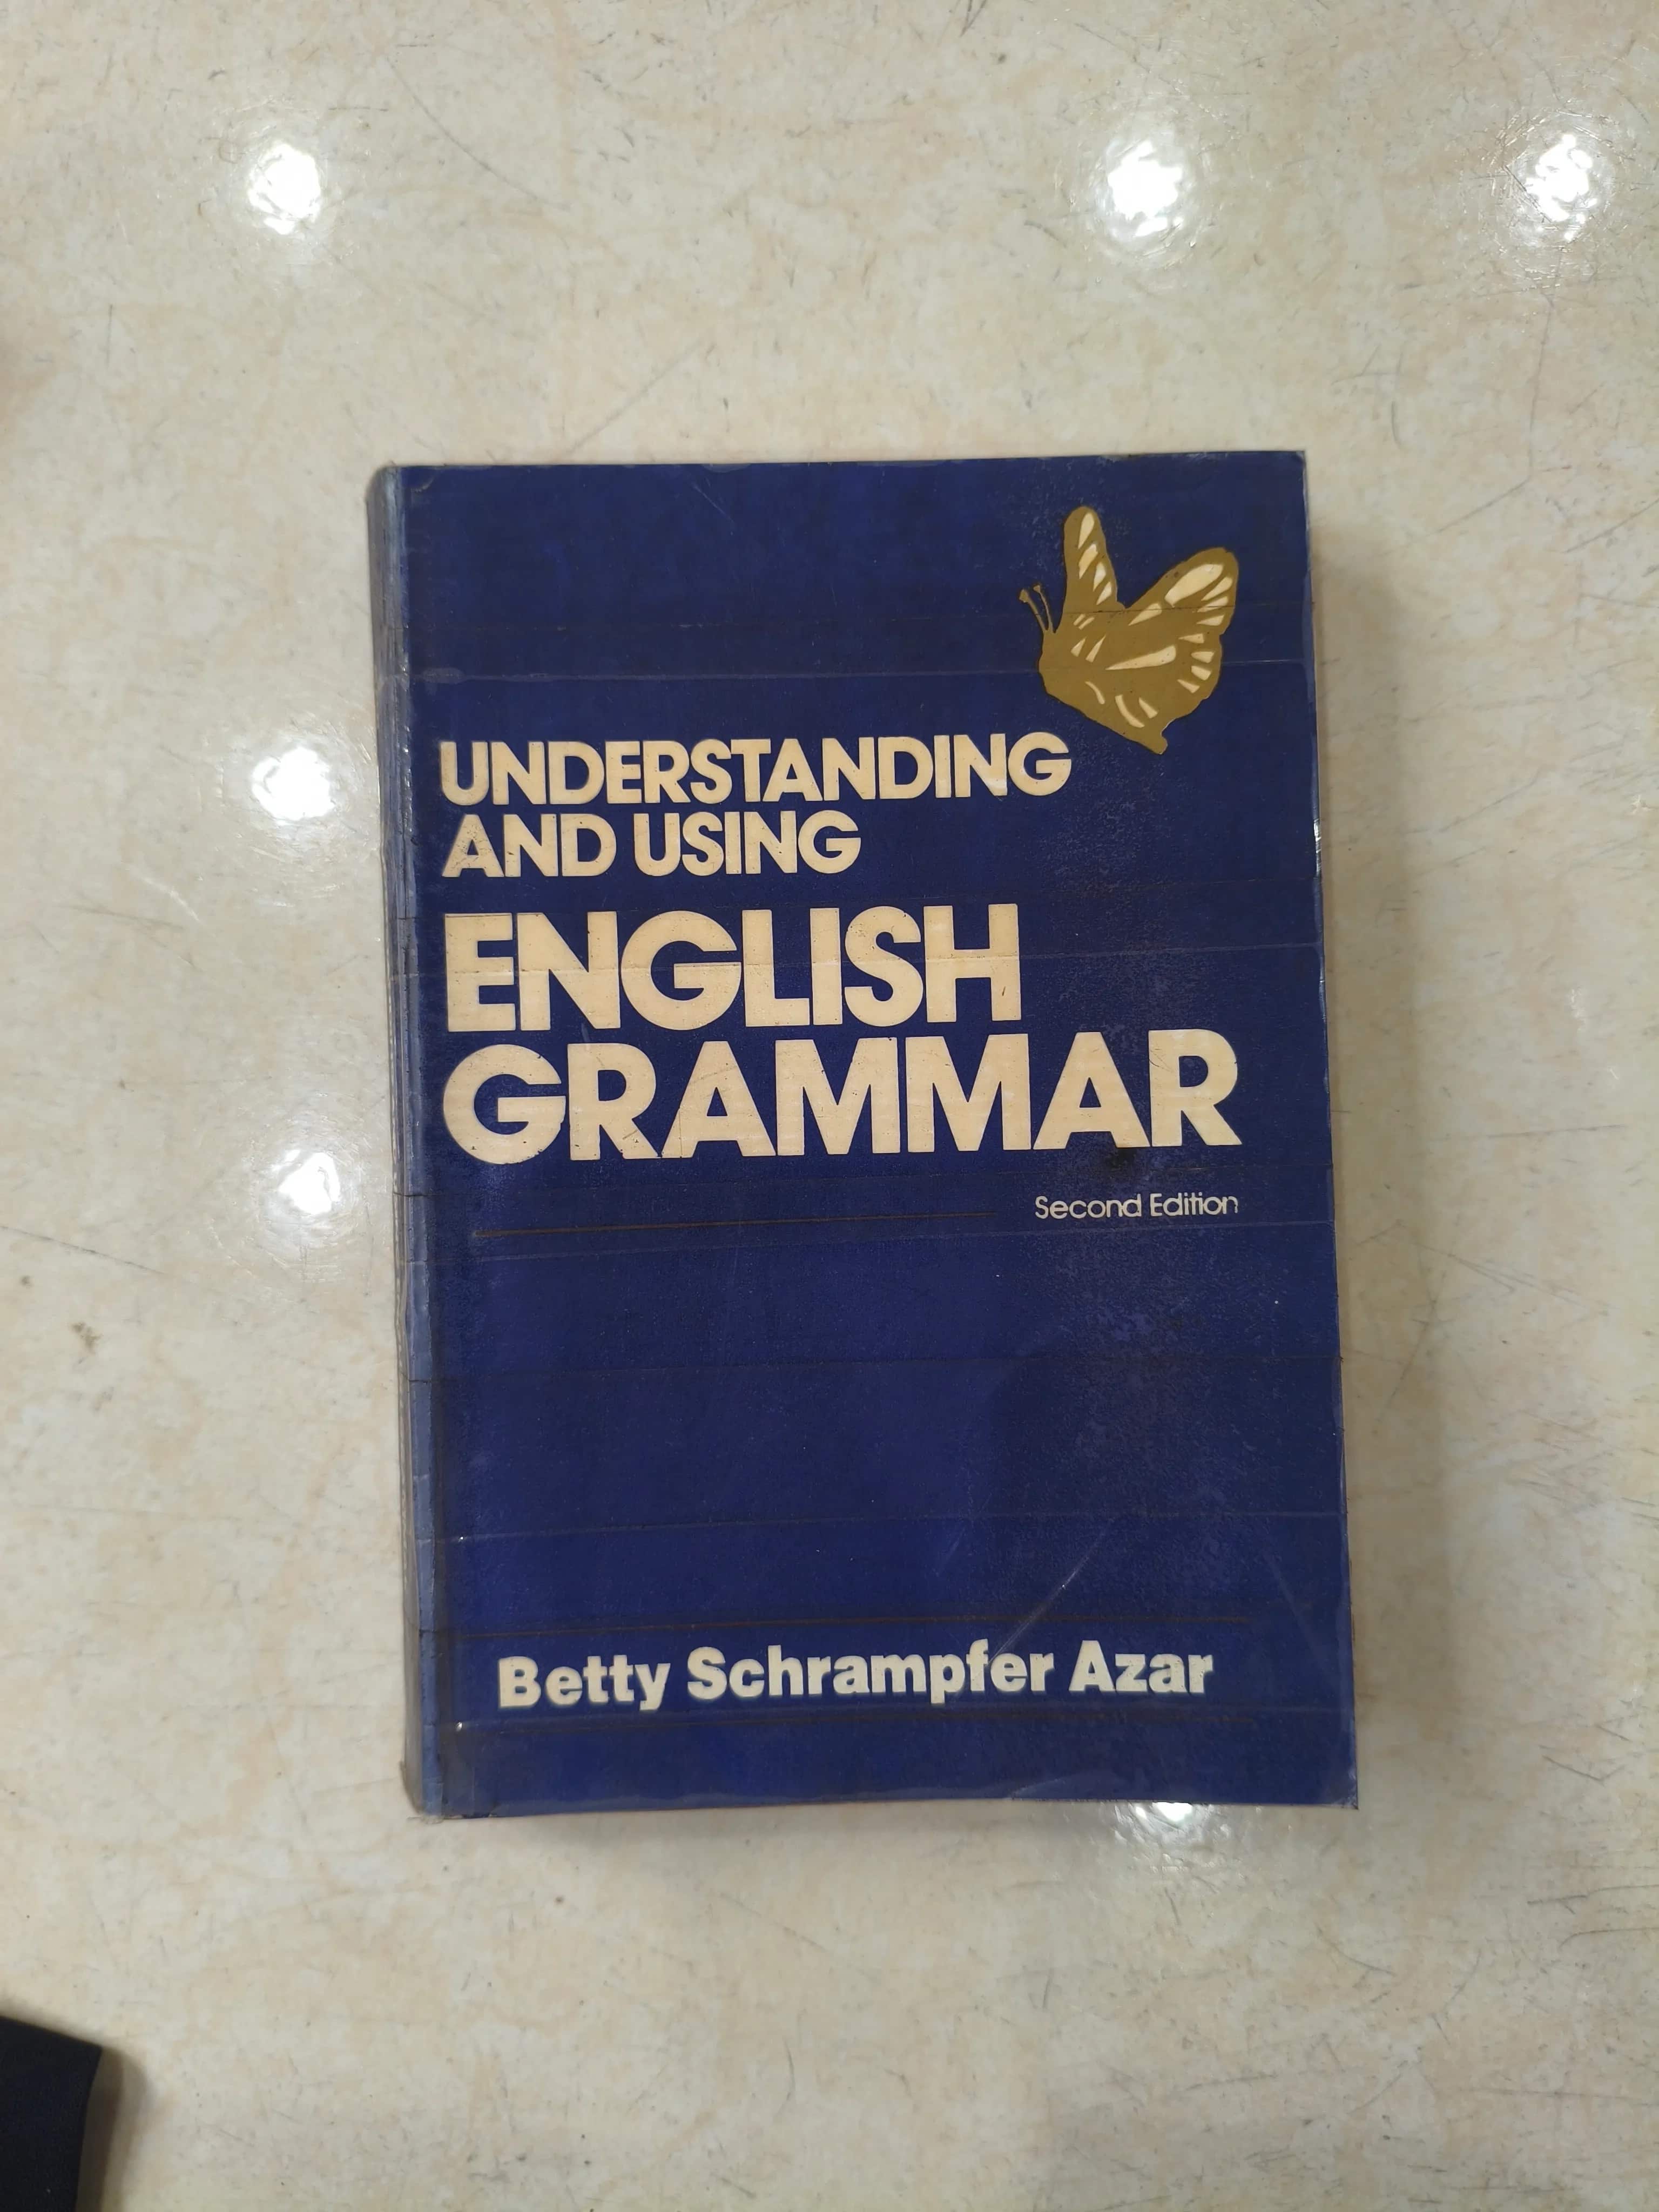 UNDERSTANDING
AND USING
ENGLISH
GRAMMAR
Second Edition
Betty Schrampfer Azar